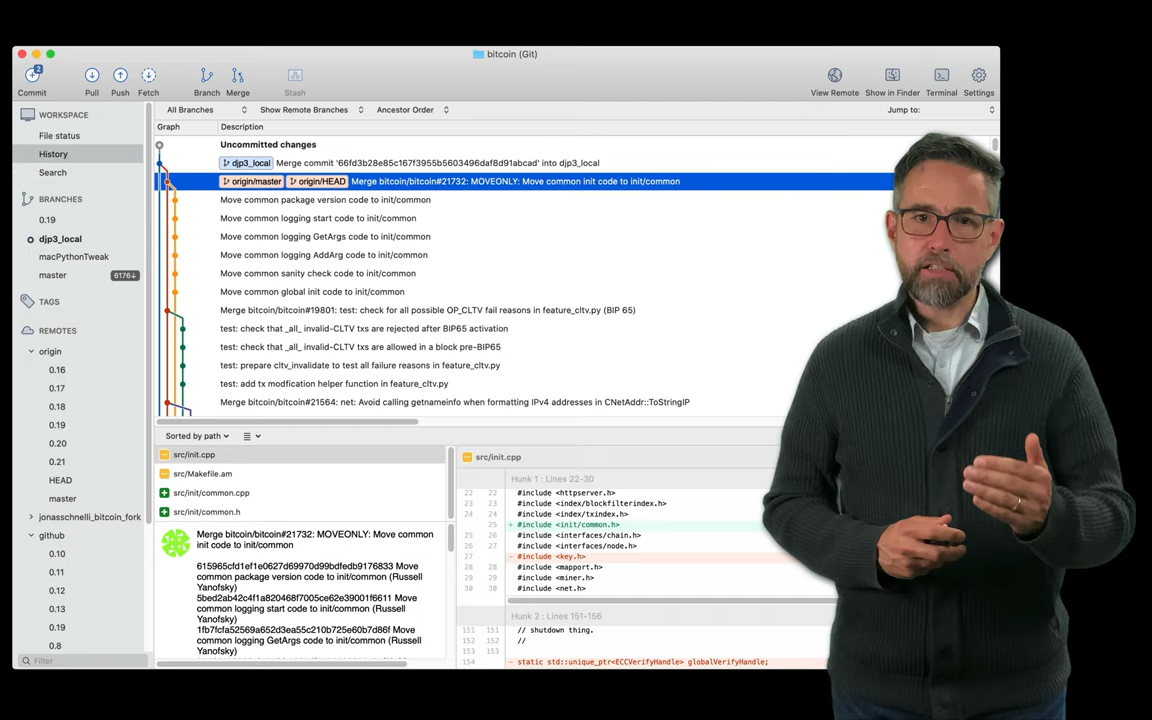 bitcoin (Git)
2
Commit Pull Push Fetch Branch Merge Stash View Remote Show in Finder Terminal Settings
WORKSPACE
File status
History
Search
BRANCHES
0.19
djp3_local
macPythonTweak
master 6176↓
TAGS
REMOTES
origin
0.16
0.17
0.18
0.19
0.20
0.21
HEAD
master
jonasschnelli_bitcoin_fork
github
0.10
0.11
0.12
0.13
0.19
0.8
Filter
All Branches Show Remote Branches Ancestor Order Jump to:
Graph Description
Uncommitted changes
djp3_local Merge commit '66fd3b28e85c167f3955b5603496daf8d91abcad' into djp3_local
origin/master origin/HEAD Merge bitcoin/bitcoin#21732: MOVEONLY: Move common init code to init/common
Move common package version code to init/common
Move common logging start code to init/common
Move common logging GetArgs code to init/common
Move common logging AddArg code to init/common
Move common sanity check code to init/common
Move common global init code to init/common
Merge bitcoin/bitcoin#19801: test: check for all possible OP_CLTV fail reasons in feature_cltv.py (BIP 65)
test: check that _all_ invalid-CLTV txs are rejected after BIP65 activation
test: check that _all_ invalid-CLTV txs are allowed in a block pre-BIP65
test: prepare cltv_invalidate to test all failure reasons in feature_cltv.py
test: add tx modfication helper function in feature_cltv.py
Merge bitcoin/bitcoin#21564: net: Avoid calling getnameinfo when formatting IPv4 addresses in CNetAddr::ToStringIP
Sorted by path
src/init.cpp
src/Makefile.am
src/init/common.cpp
src/init/common.h
Merge bitcoin/bitcoin#21732: MOVEONLY: Move common
init code to init/common
615965cfd1ef1e0627d69970d99bdfedb9176833 Move
common package version code to init/common (Russell
Yanofsky)
5bed2ab42c4f1a820468f7005ce62e39001f6611 Move
common logging start code to init/common (Russell
Yanofsky)
1fb7fcfa52569a652d3ea55c210b725e60b7d86f Move
common logging GetArgs code to init/common (Russell
Yanofsky)
src/init.cpp
Hunk 1 : Lines 22-30
22 22 #include <httpserver.h>
23 23 #include <index/blockfilterindex.h>
24 24 #include <index/txindex.h>
25 + #include <init/common.h>
25 26 #include <interfaces/chain.h>
26 27 #include <interfaces/node.h>
27 - #include <key.h>
28 28 #include <mapport.h>
29 29 #include <miner.h>
30 30 #include <net.h>
Hunk 2 : Lines 151-156
151 151 // shutdown thing.
152 152 //
153 153
154 - static std::unique_ptr<ECCVerifyHandle> globalVerifyHandle;